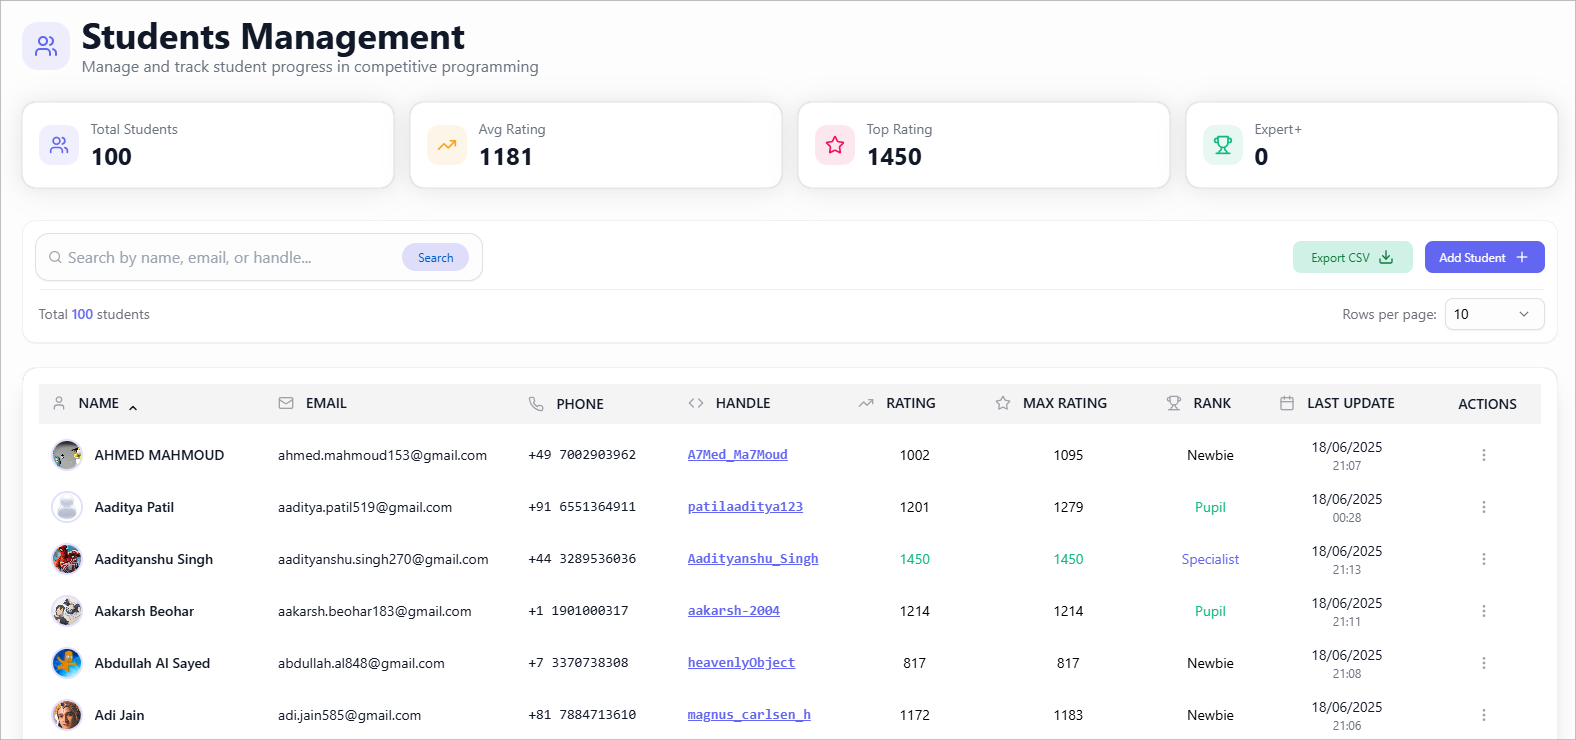 Students Management
Manage and track student progress in competitive programming
Total Students
100
Avg Rating
1181
Top Rating
1450
Expert+
0
Search by name, email, or handle...
Search
Export CSV
Add Student
Total 100 students
Rows per page: 10
NAME EMAIL PHONE HANDLE RATING MAX RATING RANK LAST UPDATE ACTIONS
AHMED MAHMOUD ahmed.mahmoud153@gmail.com +49 7002903962 A7Med_Ma7Moud 1002 1095 Newbie 18/06/2025
21:07
Aaditya Patil aaditya.patil519@gmail.com +91 6551364911 patilaaditya123 1201 1279 Pupil 18/06/2025
00:28
Aadityanshu Singh aadityanshu.singh270@gmail.com +44 3289536036 Aadityanshu_Singh 1450 1450 Specialist 18/06/2025
21:13
Aakarsh Beohar aakarsh.beohar183@gmail.com +1 1901000317 aakarsh-2004 1214 1214 Pupil 18/06/2025
21:11
Abdullah Al Sayed abdullah.al848@gmail.com +7 3370738308 heavenlyObject 817 817 Newbie 18/06/2025
21:08
Adi Jain adi.jain585@gmail.com +81 7884713610 magnus_carlsen_h 1172 1183 Newbie 18/06/2025
21:06